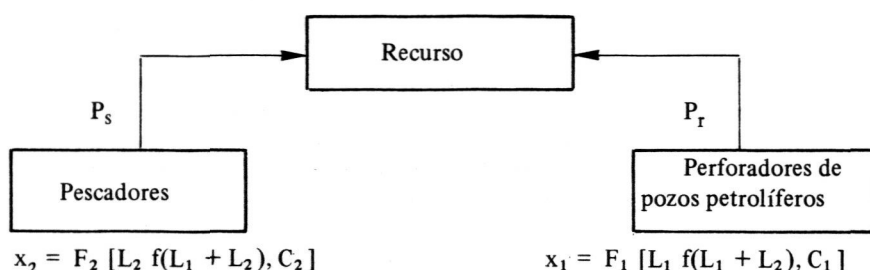 Recurso
P_s
P_r
Pescadores
Perforadores de
pozos petrolíferos
x_2 = F_2 [L_2 f(L_1 + L_2), C_2]
x_1 = F_1 [L_1 f(L_1 + L_2), C_1]